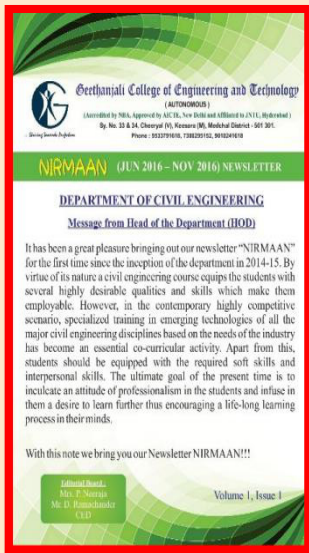 Geethanjali College of Engineering and Technology
( AUTONOMOUS )
(Accredited by NBA, Approved by AICTE, New Delhi and Affiliated to JNTU, Hyderabad )
Sy. No. 33 & 34, Cheeryal (V), Keesara (M), Medchal District - 501 301.
Phone : 9533791618, 7388295152, 9010241618
Striving Towards Perfection
NIRMAAN (JUN 2016 – NOV 2016) NEWSLETTER
DEPARTMENT OF CIVIL ENGINEERING
Message from Head of the Department (HOD)
It has been a great pleasure bringing out our newsletter “NIRMAAN”
for the first time since the inception of the department in 2014-15. By
virtue of its nature a civil engineering course equips the students with
several highly desirable qualities and skills which make them
employable. However, in the contemporary highly competitive
scenario, specialized training in emerging technologies of all the
major civil engineering disciplines based on the needs of the industry
has become an essential co-curricular activity. Apart from this,
students should be equipped with the required soft skills and
interpersonal skills. The ultimate goal of the present time is to
inculcate an attitude of professionalism in the students and infuse in
them a desire to learn further thus encouraging a life-long learning
process in their minds.
With this note we bring you our Newsletter NIRMAAN!!!
Editorial Board :
Mrs. P. Neeraja
Mr. D. Ramachander
CED
Volume 1, Issue 1